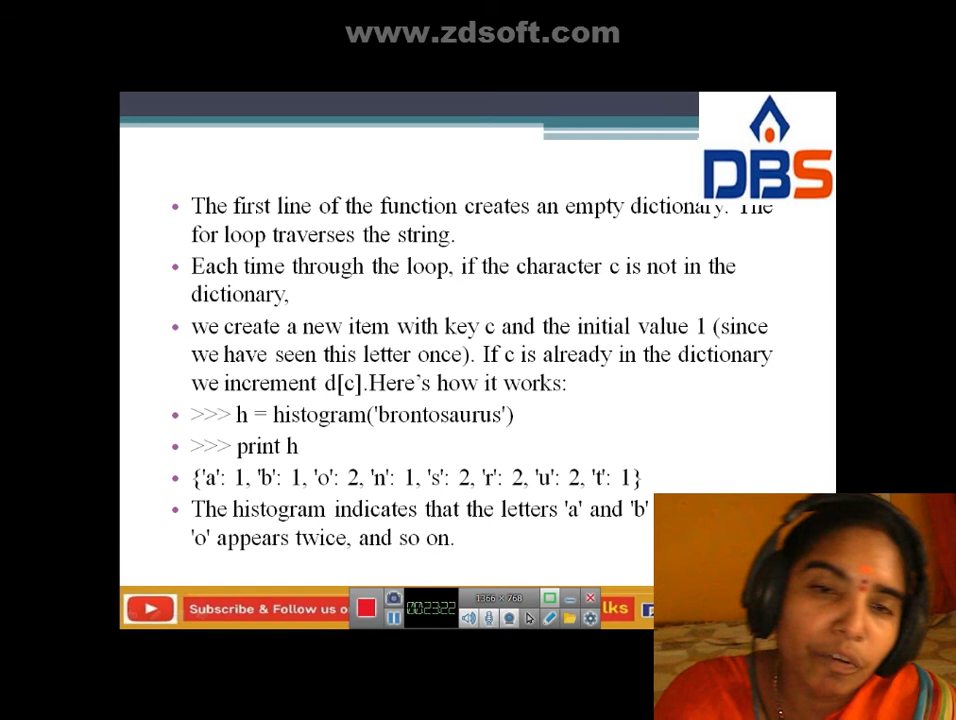 www.zdsoft.com
DBS
The first line of the function creates an empty dictionary. The
for loop traverses the string.
Each time through the loop, if the character c is not in the
dictionary,
we create a new item with key c and the initial value 1 (since
we have seen this letter once). If c is already in the dictionary
we increment d[c].Here’s how it works:
>>> h = histogram('brontosaurus')
>>> print h
{'a': 1, 'b': 1, 'o': 2, 'n': 1, 's': 2, 'r': 2, 'u': 2, 't': 1}
The histogram indicates that the letters 'a' and 'b'
'o' appears twice, and so on.
Subscribe & Follow us
00:23:22
1366 × 768